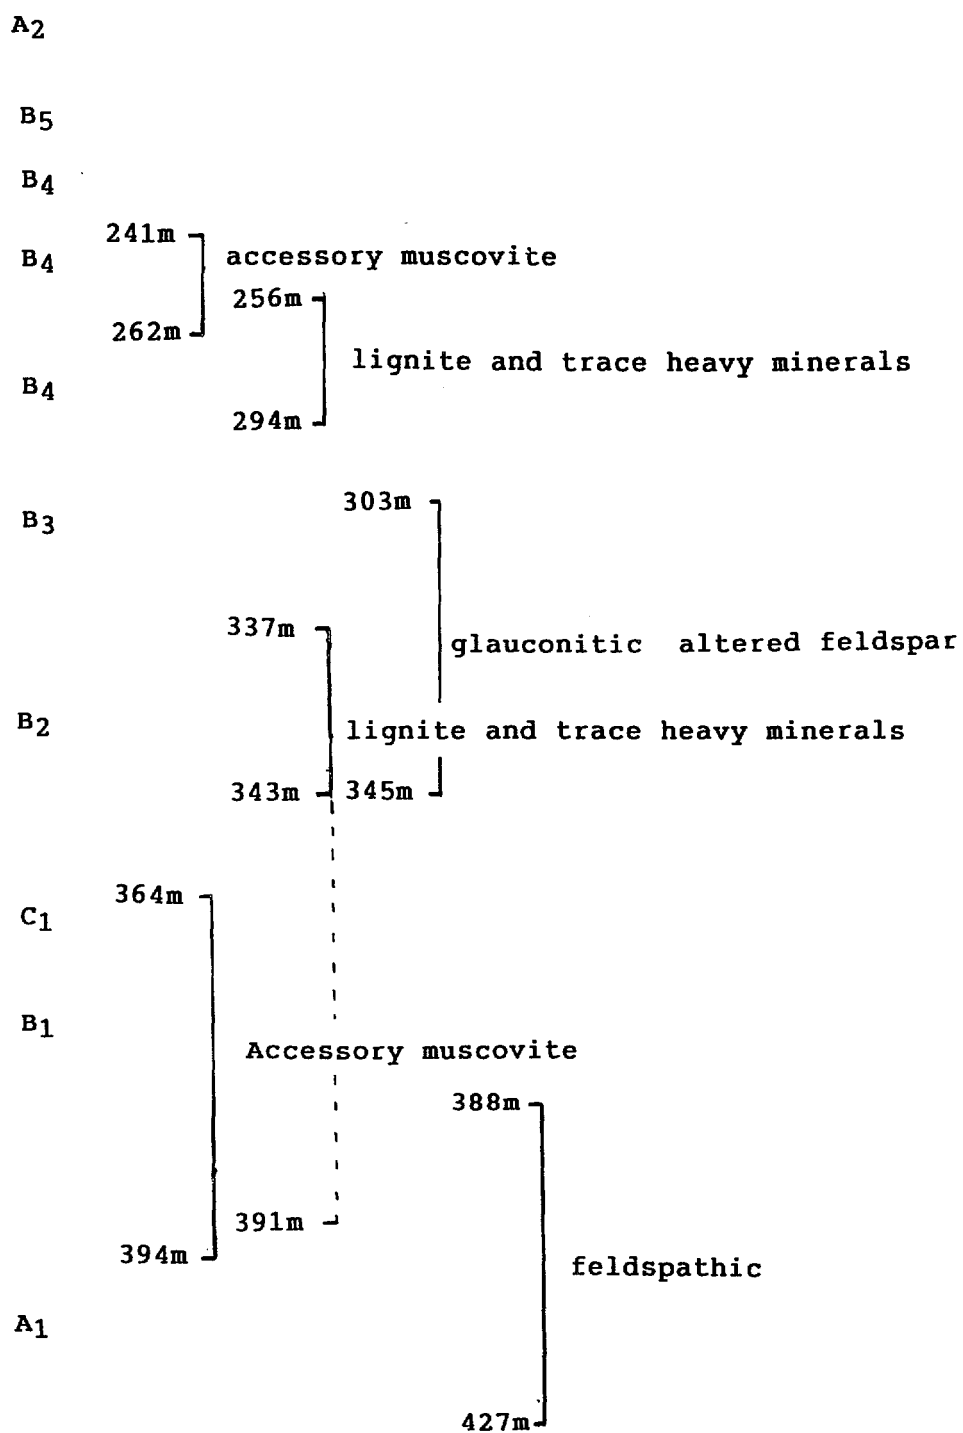 A2
B5
B4
241m
B4 accessory muscovite
256m
262m
lignite and trace heavy minerals
B4
294m
303m
B3
337m
glauconitic altered feldspar
B2 lignite and trace heavy minerals
343m 345m
364m
C1
B1
Accessory muscovite
388m
391m
394m
feldspathic
A1
427m